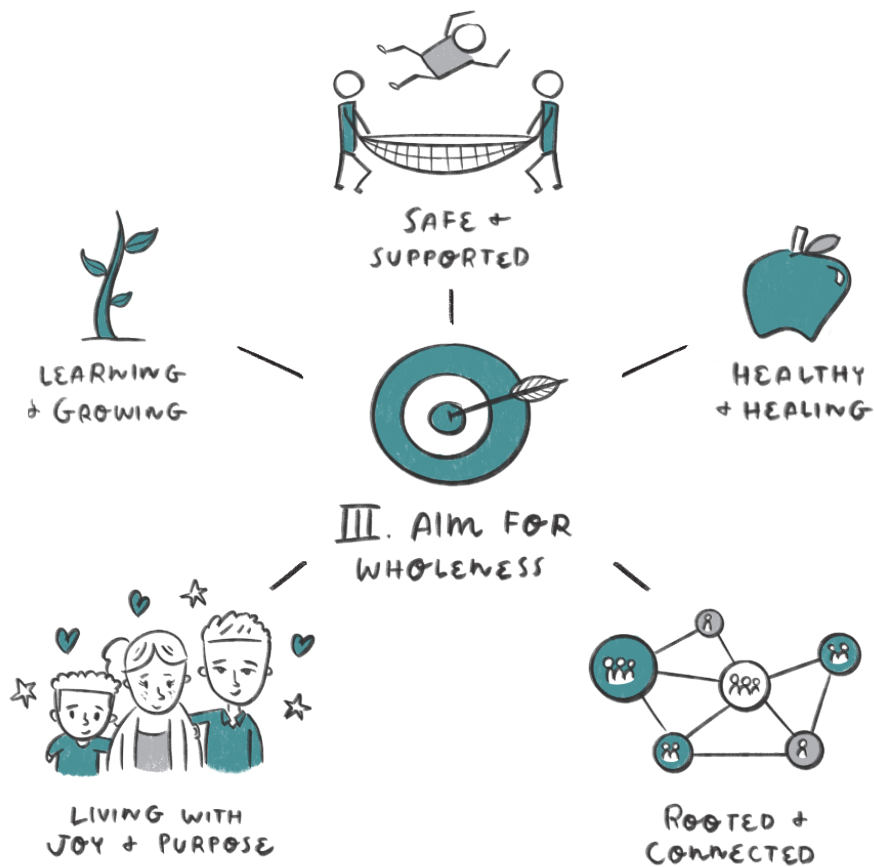 SAFE &
SUPPORTED
LEARNING
& GROWING
HEALTHY
& HEALING
III. AIM FOR
WHOLENESS
LIVING WITH
JOY & PURPOSE
ROOTED &
CONNECTED